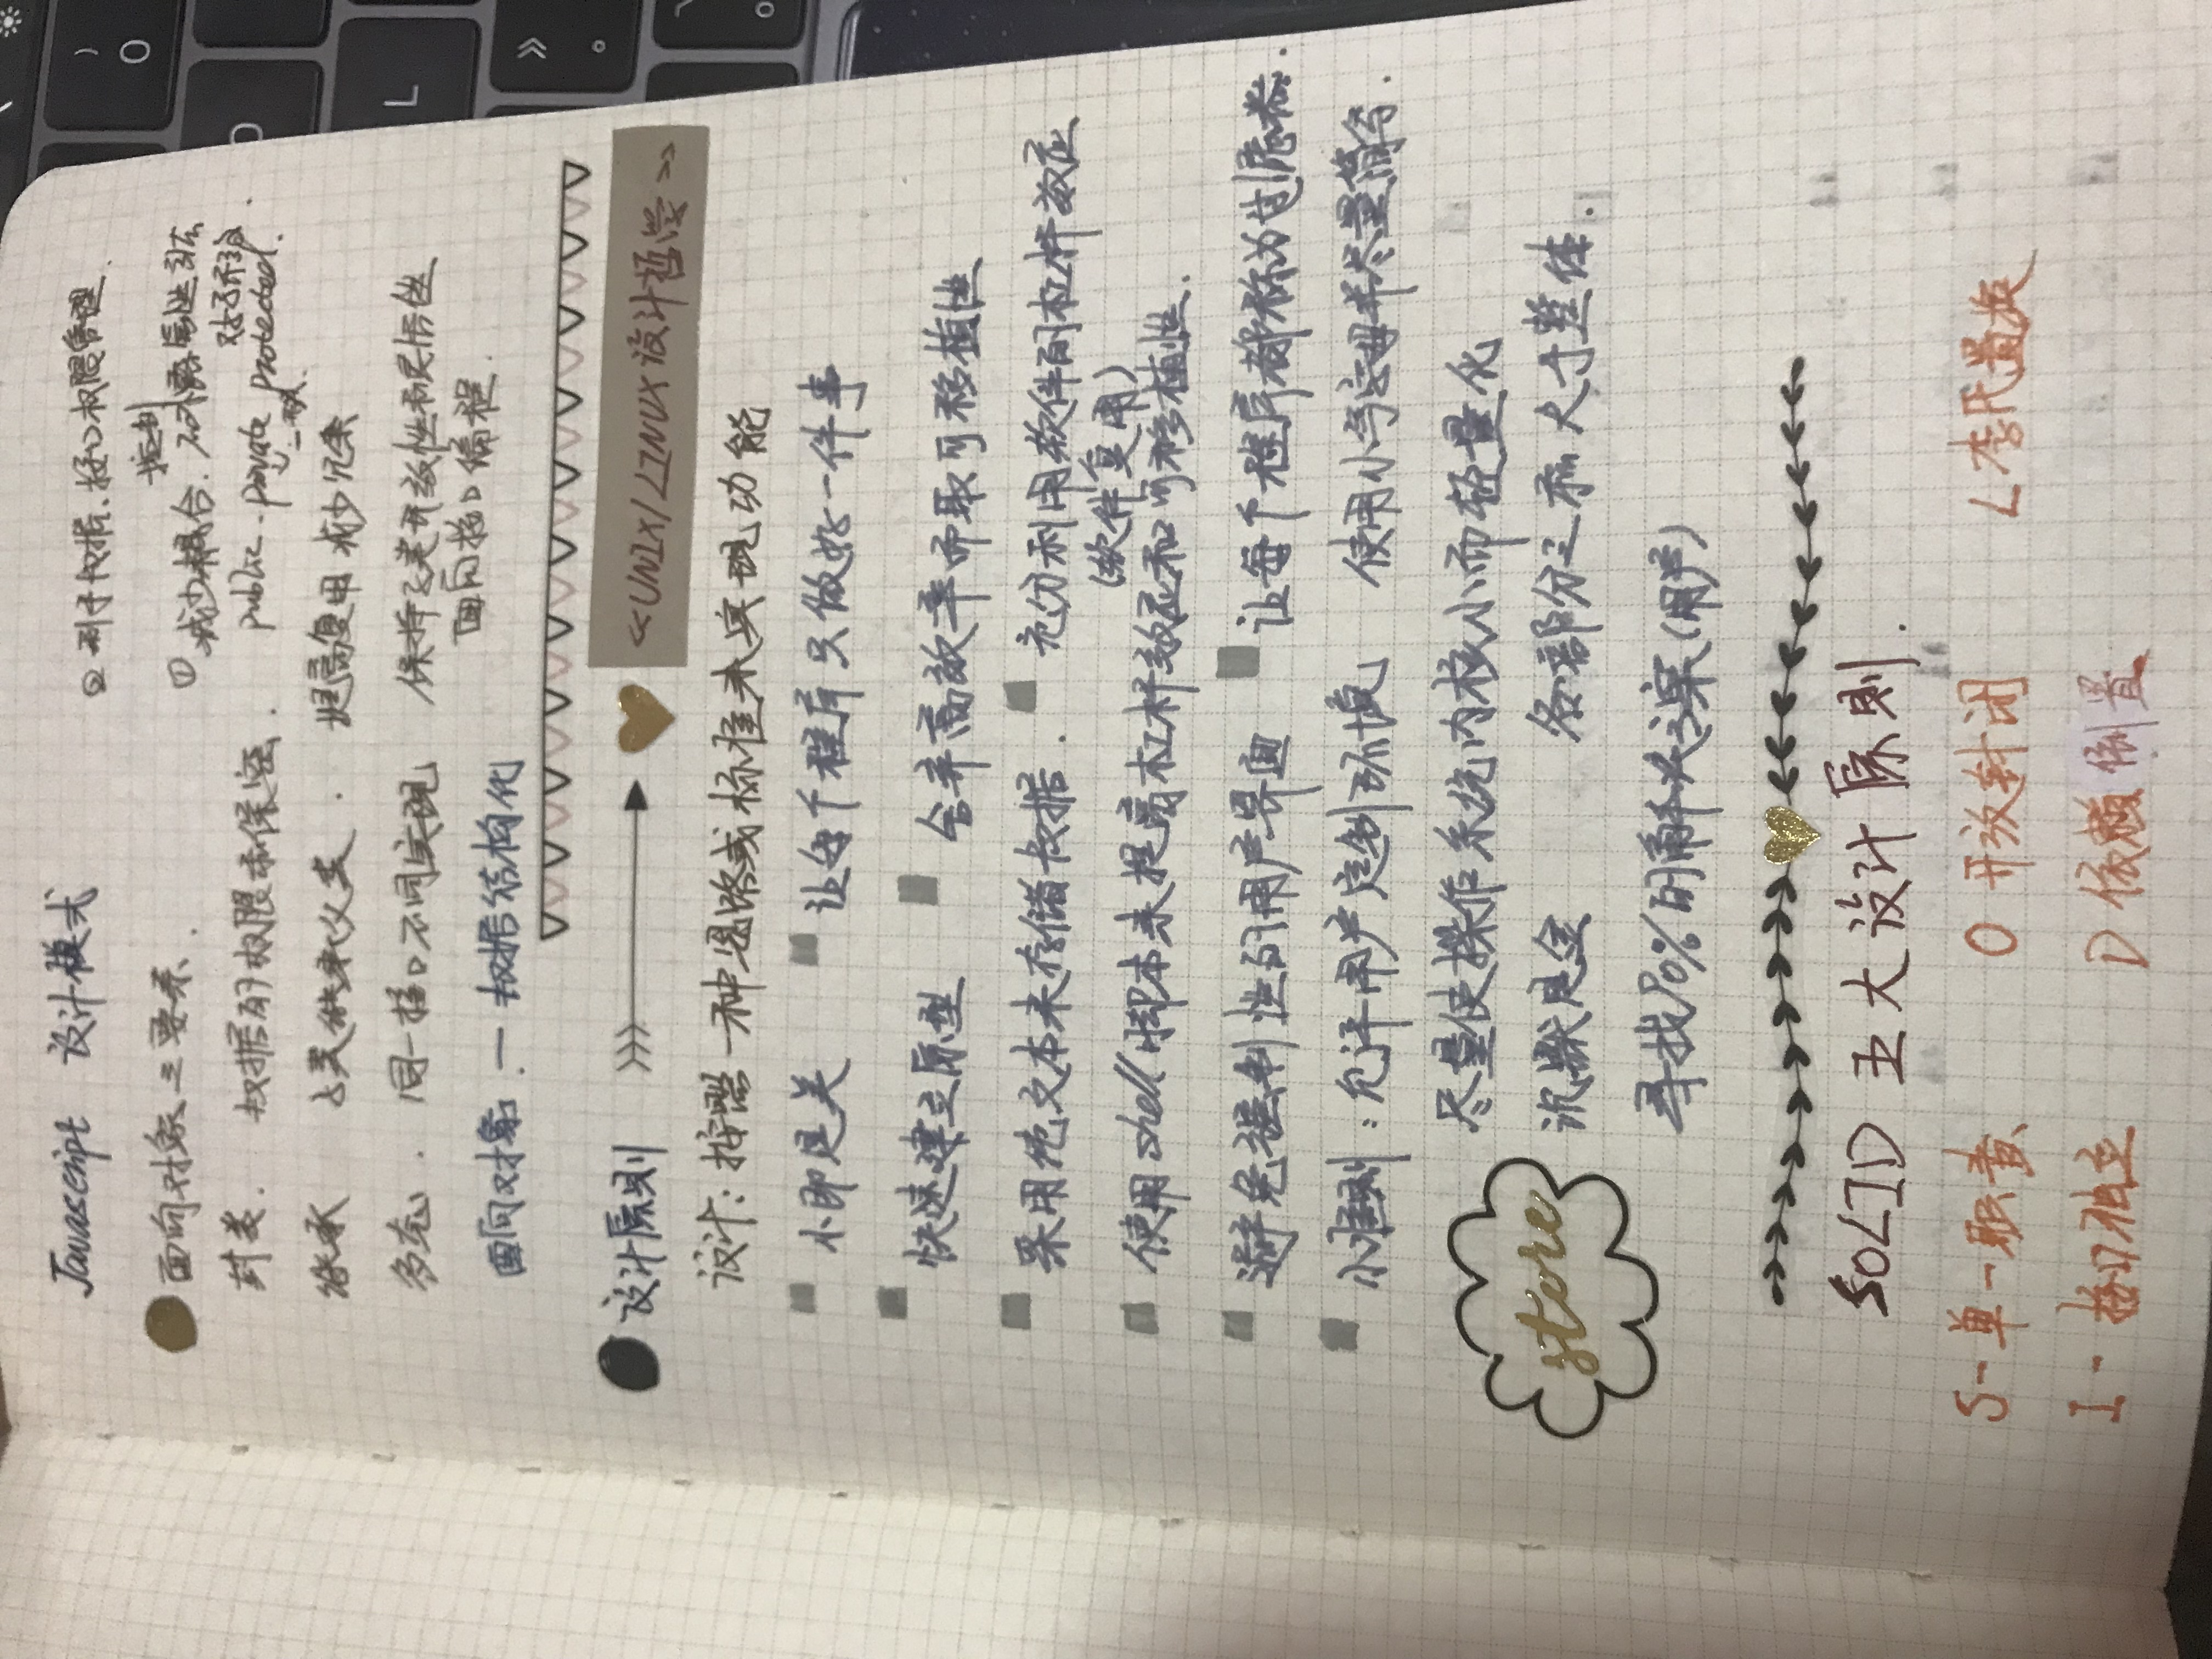 Javascript 设计模式
② 利于数据、接口权限管理
● 面向对象三要素.
① 减少耦合. 不外露属性
封装. 数据的权限和保密.
public. private protected.
继承 子类继承父类. 提高复用 减少冗余
多态. 同一接口不同实现 保持子类开放性和灵活性
面向接口编程.
面向对象. — 数据结构化
设计原则 《UNIX/LINUX设计哲学》
设计: 按照一种思路或标准来实现功能
小即是美 让每个程序只做好一件事
快速建立原型 舍弃高效率而取可移植性
采用纯文本来存储数据. 充分利用软件的杠杆效应
(软件复用)
使用shell脚本来提高杠杆效应和可移植性.
避免强制性的用户界面 让每个程序都称为过滤器.
小准则: 允许用户定制环境 使用小写字母并尽量简写.
尽量使操作系统内核小而轻量化
store
沉默是金 各部分之和大于整体.
寻找90%的解决方案(用户)
SOLID 五大设计原则.
S-单一职责 O 开放封闭 L 李氏置换
I - 接口独立 D 依赖倒置
O
L